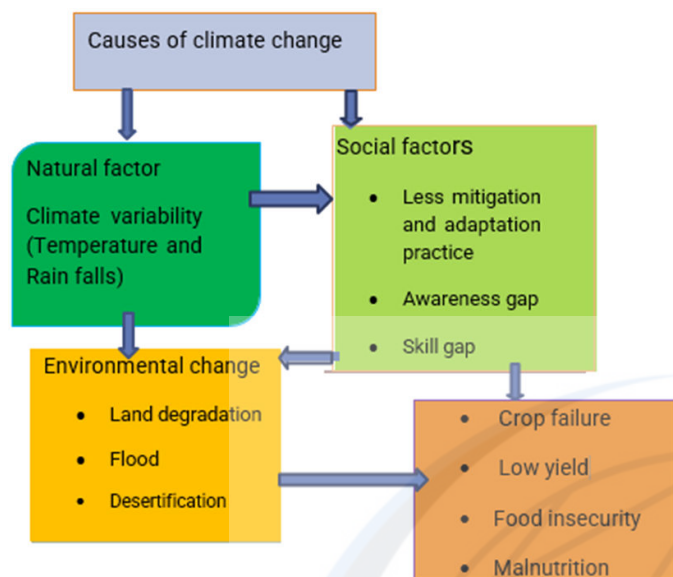 Causes of climate change
Natural factor
Climate variability
(Temperature and
Rain falls)
Social factors
• Less mitigation
and adaptation
practice
• Awareness gap
• Skill gap
Environmental change
• Land degradation
• Flood
• Desertification
• Crop failure
• Low yield
• Food insecurity
• Malnutrition